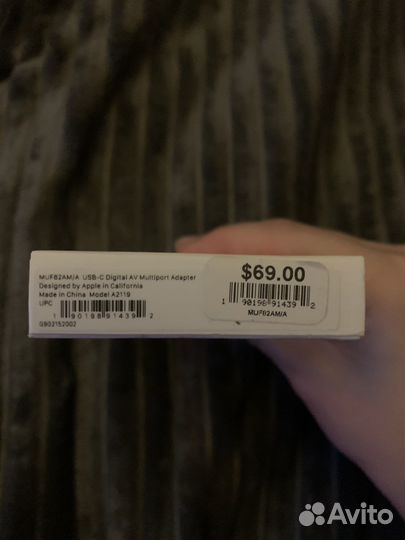 MUF82AM/A USB-C Digital AV Multiport Adapter
Designed by Apple in California
Made in China Model A2119
UPC
1 90198 91439 2
G902152002
$69.00
1 90198 91439 2
MUF82AM/A
Avito